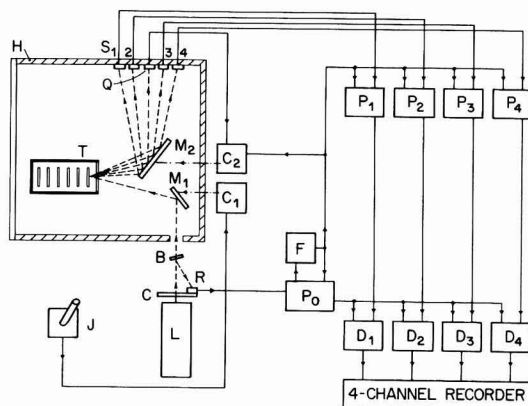 H
S1 2 3 4
Q
T
M2
M1
C2
C1
P1 P2 P3 P4
B
R
C
F
P0
J
L
D1 D2 D3 D4
4-CHANNEL RECORDER